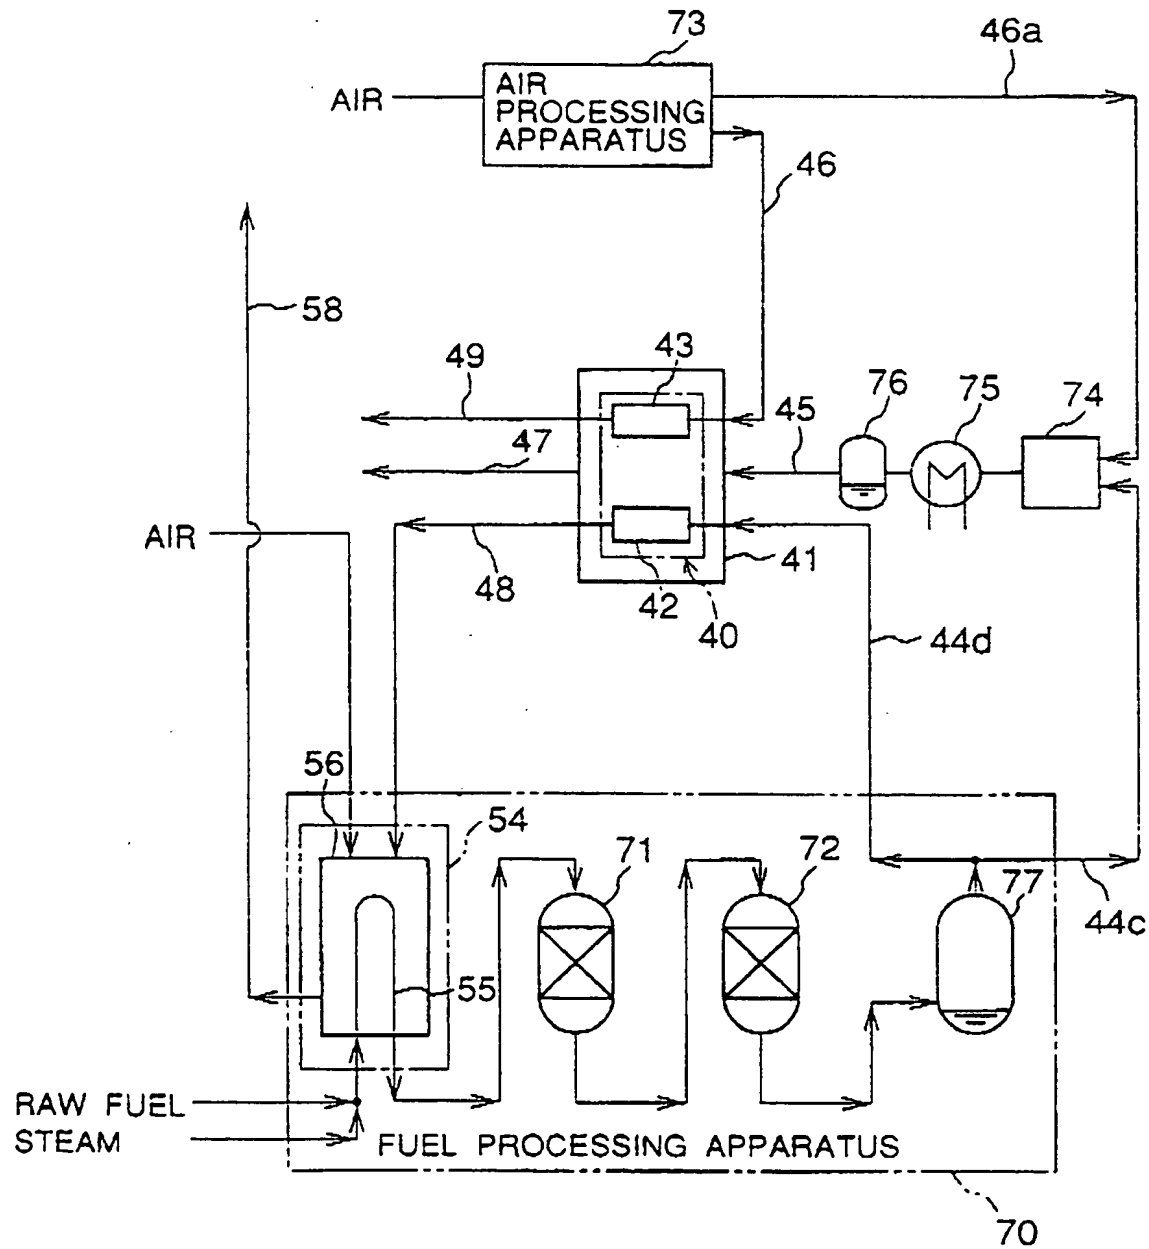 73
46a
AIR
AIR
PROCESSING
APPARATUS
46
58
49
43
76
75
74
47
45
AIR
48
42
40
41
44d
56
54
71
72
77
44c
55
RAW FUEL
STEAM
FUEL PROCESSING APPARATUS
70